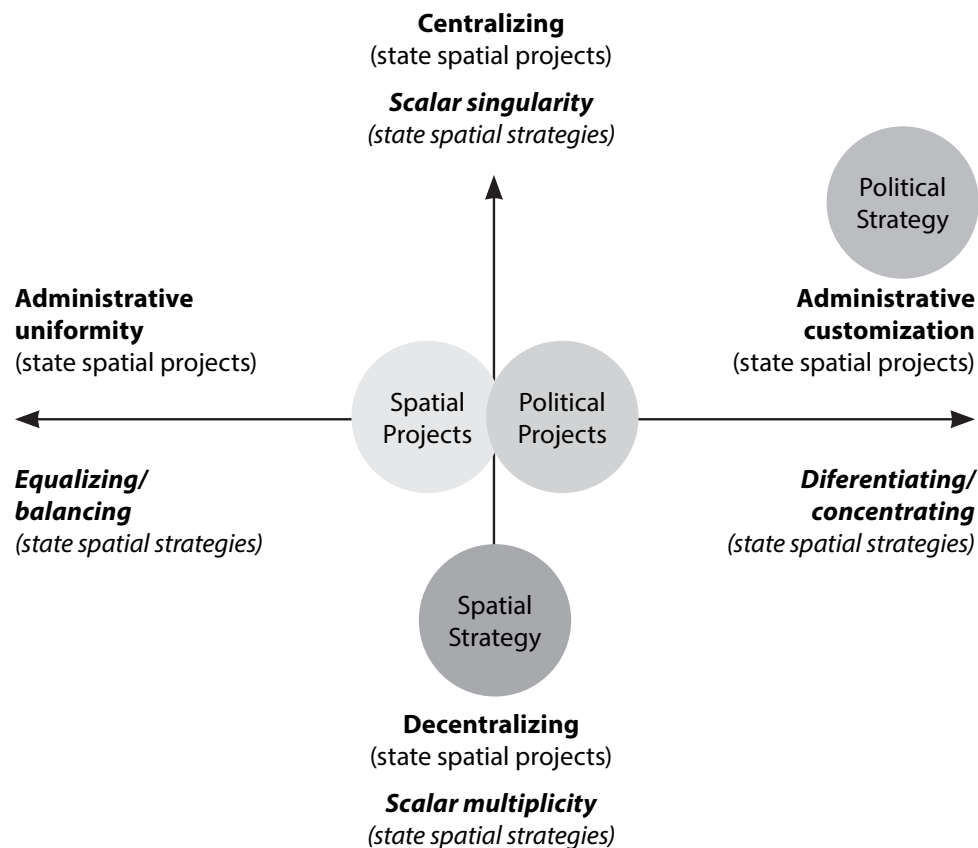 Centralizing
(state spatial projects)
Scalar singularity
(state spatial strategies)
Political
Strategy
Administrative
uniformity
(state spatial projects)
Administrative
customization
(state spatial projects)
Spatial
Projects
Political
Projects
Equalizing/
balancing
(state spatial strategies)
Diferentiating/
concentrating
(state spatial strategies)
Spatial
Strategy
Decentralizing
(state spatial projects)
Scalar multiplicity
(state spatial strategies)